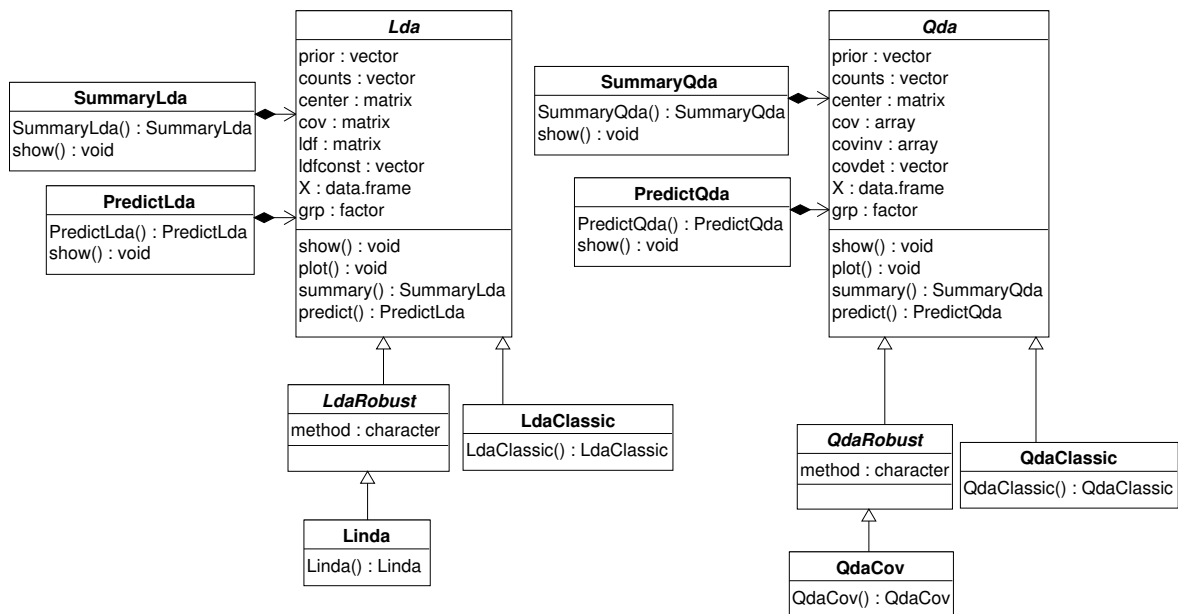 Lda
prior : vector
counts : vector
center : matrix
cov : matrix
ldf : matrix
ldfconst : vector
X : data.frame
grp : factor
show() : void
plot() : void
summary() : SummaryLda
predict() : PredictLda
SummaryLda
SummaryLda() : SummaryLda
show() : void
PredictLda
PredictLda() : PredictLda
show() : void
LdaRobust
method : character
LdaClassic
LdaClassic() : LdaClassic
Linda
Linda() : Linda
Qda
prior : vector
counts : vector
center : matrix
cov : array
covinv : array
covdet : vector
X : data.frame
grp : factor
show() : void
plot() : void
summary() : SummaryQda
predict() : PredictQda
SummaryQda
SummaryQda() : SummaryQda
show() : void
PredictQda
PredictQda() : PredictQda
show() : void
QdaRobust
method : character
QdaClassic
QdaClassic() : QdaClassic
QdaCov
QdaCov() : QdaCov